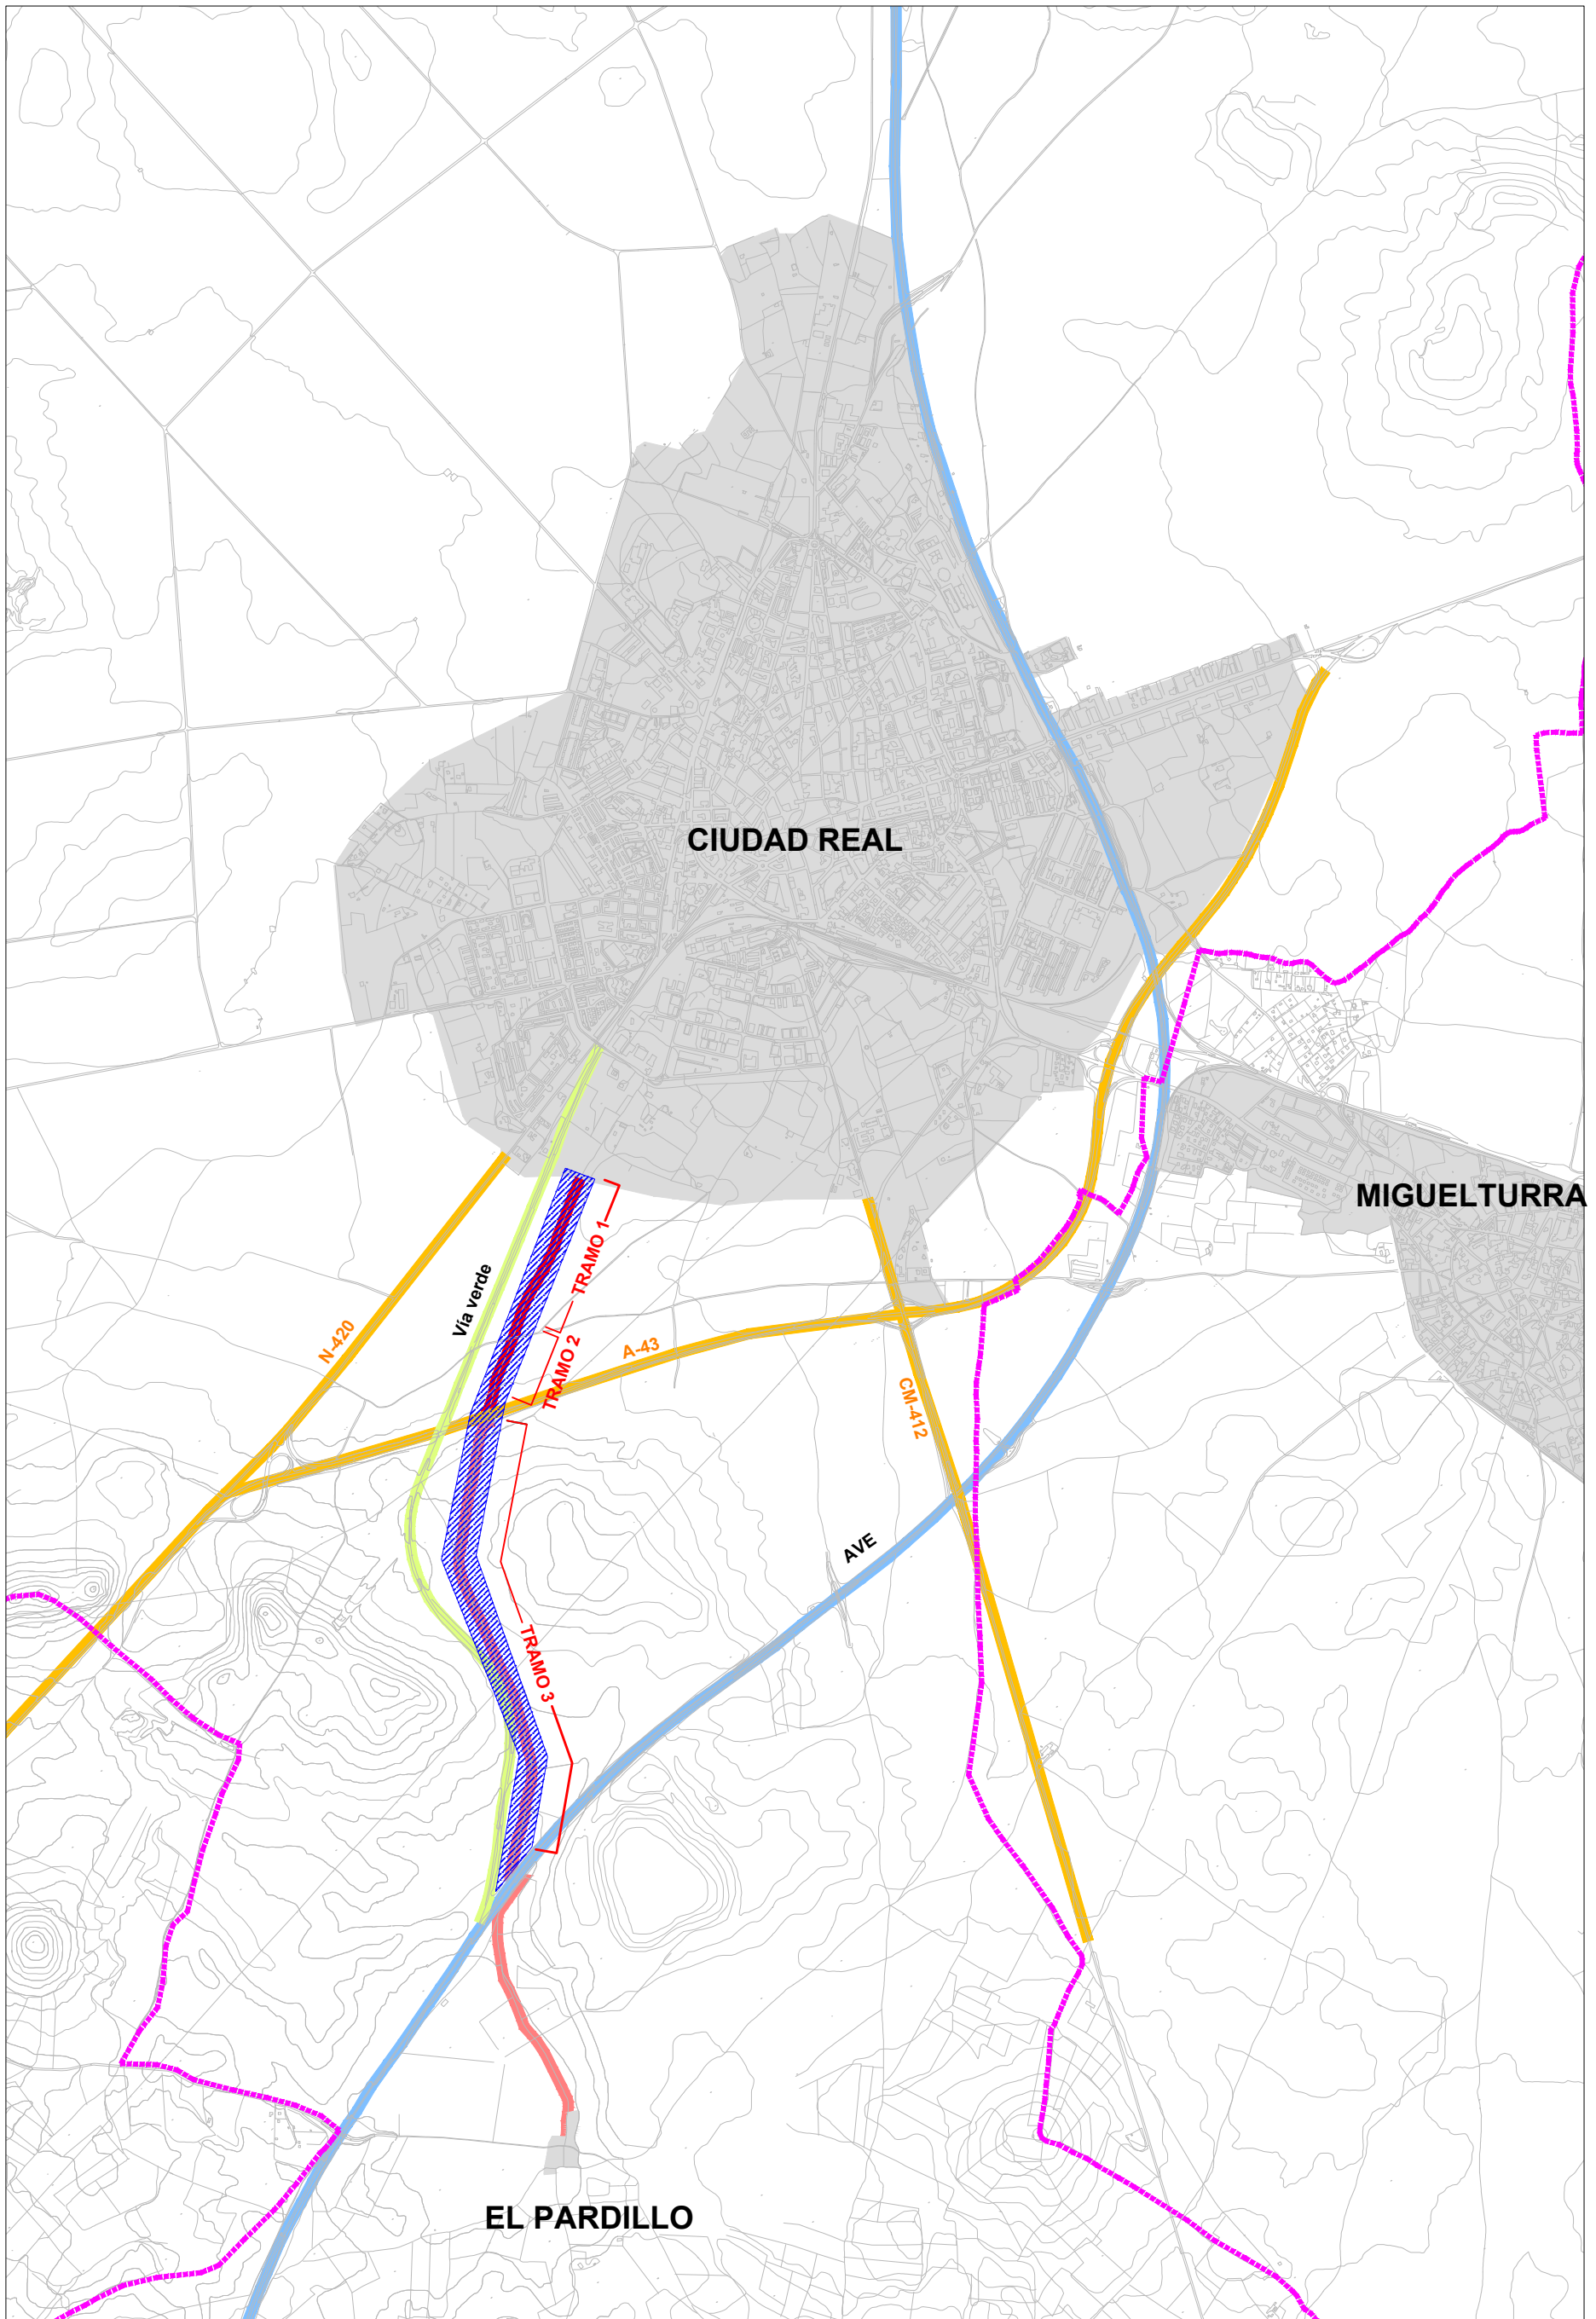 CIUDAD REAL
MIGUELTURRA
TRAMO 1
Vía verde
N-420
TRAMO 2
A-43
CM-412
AVE
TRAMO 3
EL PARDILLO